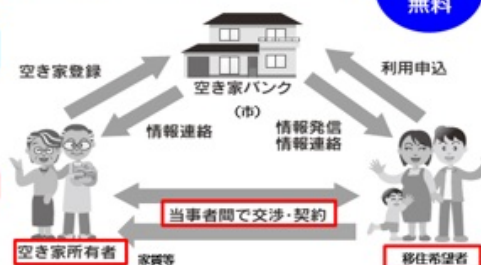 無料
空き家登録
利用申込
空き家バンク
(市)
情報連絡
情報発信
情報連絡
当事者間で交渉・契約
空き家所有者
家賃等
移住希望者